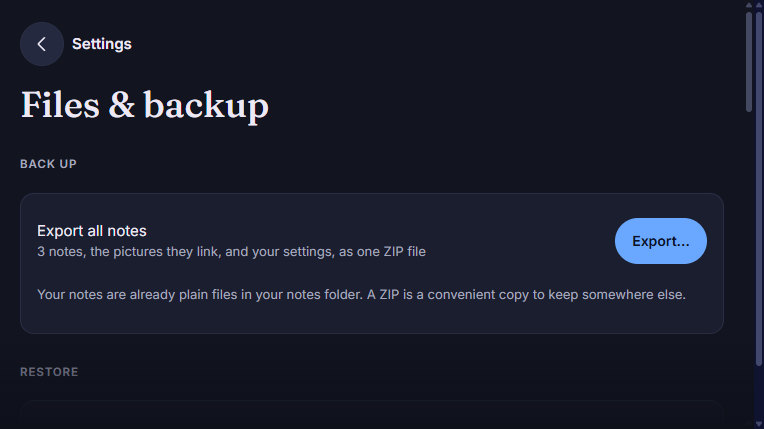 Settings
Files & backup
BACK UP
Export all notes
3 notes, the pictures they link, and your settings, as one ZIP file
Export...
Your notes are already plain files in your notes folder. A ZIP is a convenient copy to keep somewhere else.
RESTORE